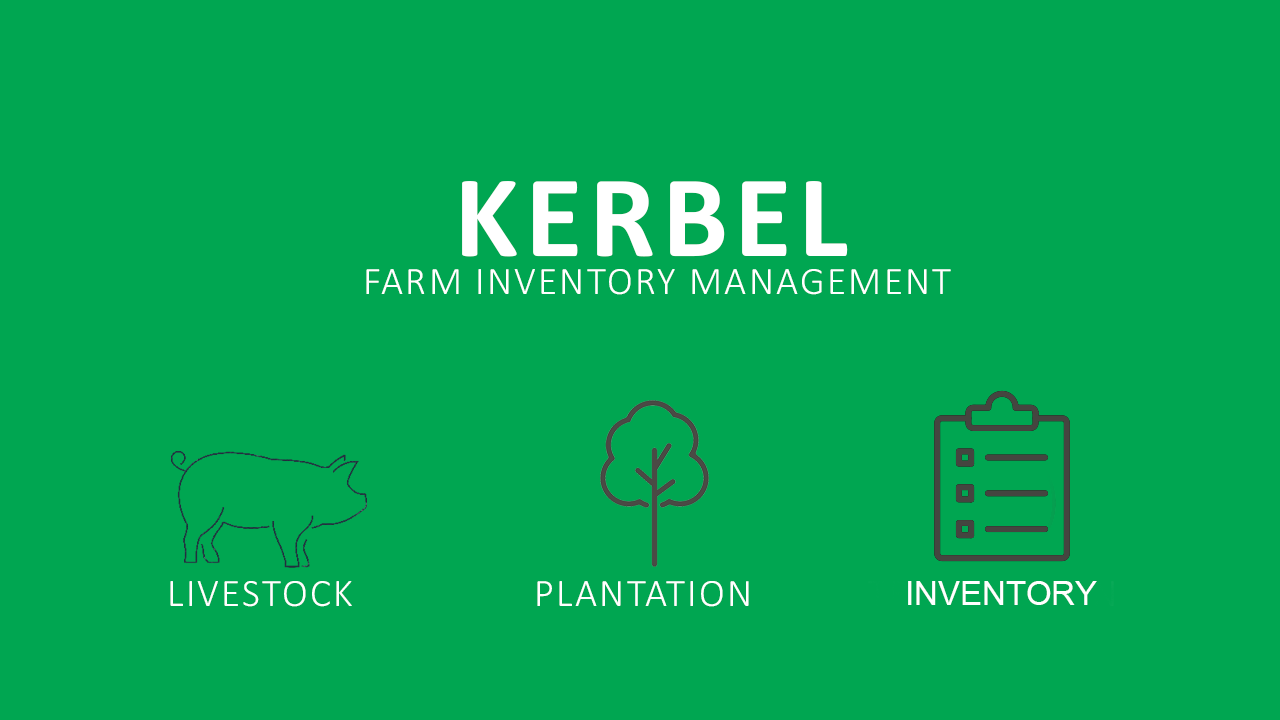 KERBEL
FARM INVENTORY MANAGEMENT
LIVESTOCK
PLANTATION
INVENTORY